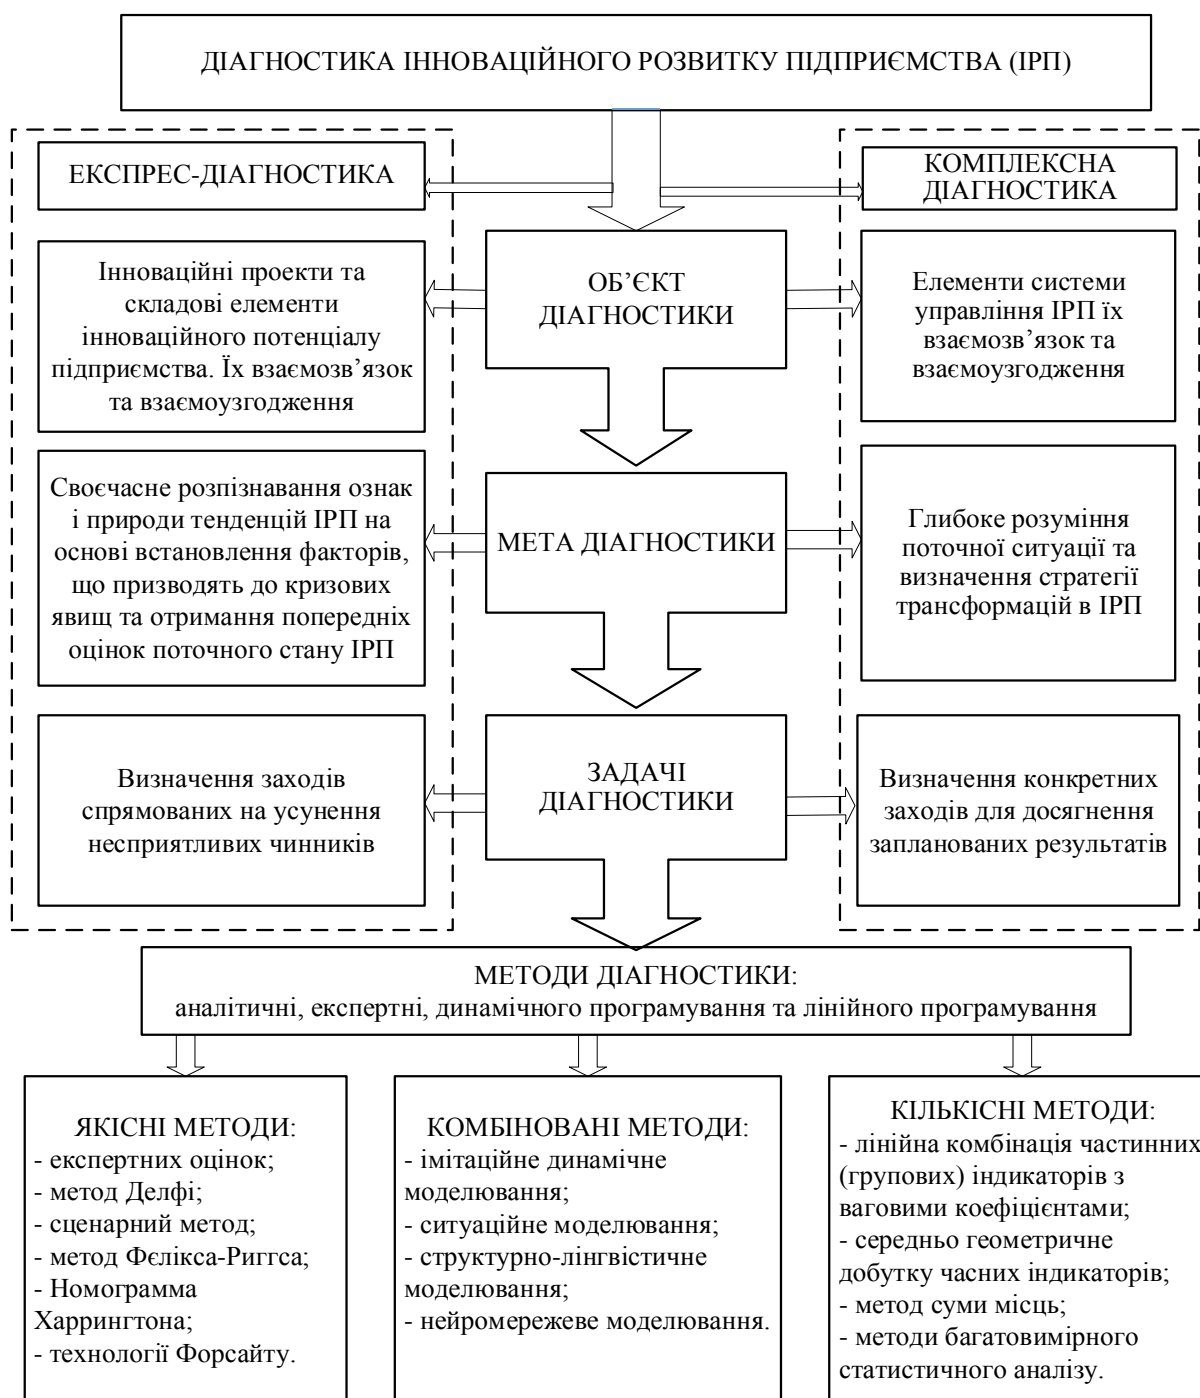 ДІАГНОСТИКА ІННОВАЦІЙНОГО РОЗВИТКУ ПІДПРИЄМСТВА (ІРП)
ЕКСПРЕС-ДІАГНОСТИКА
КОМПЛЕКСНА
ДІАГНОСТИКА
Інноваційні проекти та
складові елементи
інноваційного потенціалу
підприємства. Їх взаємозв’язок
та взаємоузгодження
ОБ’ЄКТ
ДІАГНОСТИКИ
Елементи системи
управління ІРП їх
взаємозв’язок та
взаємоузгодження
Своєчасне розпізнавання ознак
і природи тенденцій ІРП на
основі встановлення факторів,
що призводять до кризових
явищ та отримання попередніх
оцінок поточного стану ІРП
МЕТА ДІАГНОСТИКИ
Глибоке розуміння
поточної ситуації та
визначення стратегії
трансформацій в ІРП
Визначення заходів
спрямованих на усунення
несприятливих чинників
ЗАДАЧІ
ДІАГНОСТИКИ
Визначення конкретних
заходів для досягнення
запланованих результатів
МЕТОДИ ДІАГНОСТИКИ:
аналітичні, експертні, динамічного програмування та лінійного програмування
ЯКІСНІ МЕТОДИ:
- експертних оцінок;
- метод Делфі;
- сценарний метод;
- метод Фєлікса-Риггса;
- Номограмма
Харрингтона;
- технології Форсайту.
КОМБІНОВАНІ МЕТОДИ:
- імітаційне динамічне
моделювання;
- ситуаційне моделювання;
- структурно-лінгвістичне
моделювання;
- нейромережеве моделювання.
КІЛЬКІСНІ МЕТОДИ:
- лінійна комбінація частинних
(групових) індикаторів з
ваговими коефіцієнтами;
- середньо геометричне
добутку часних індикаторів;
- метод суми місць;
- методи багатовимірного
статистичного аналізу.